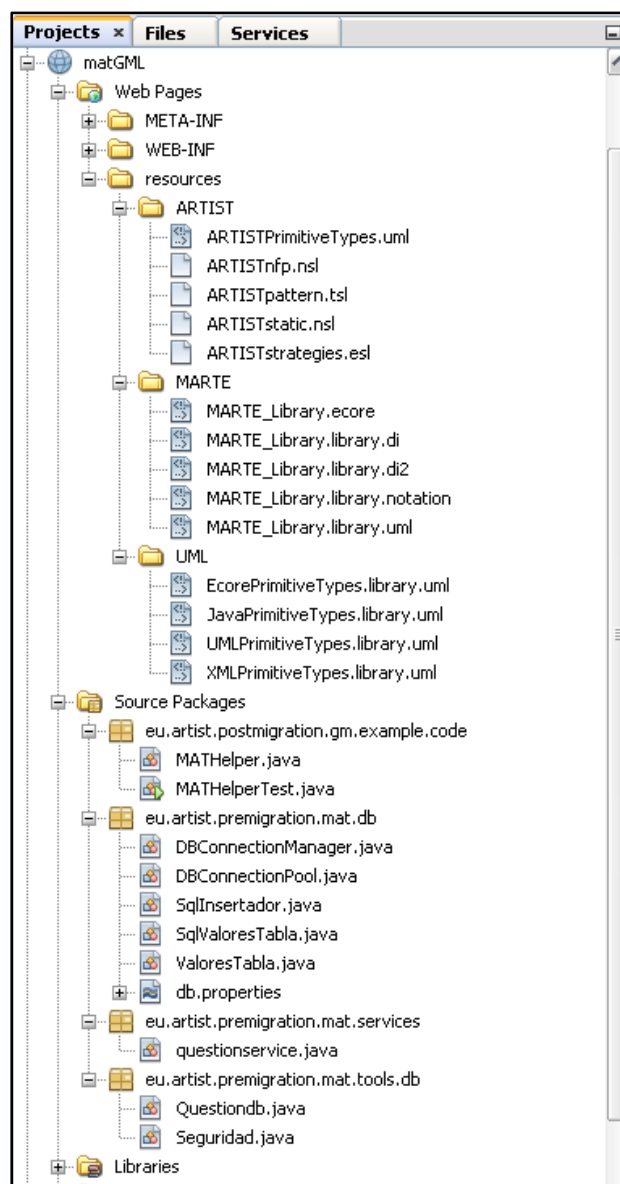 Projects × Files Services
matGML
Web Pages
META-INF
WEB-INF
resources
ARTIST
ARTISTPrimitiveTypes.uml
ARTISTnfp.nsl
ARTISTpattern.tsl
ARTISTstatic.nsl
ARTISTstrategies.esl
MARTE
MARTE_Library.ecore
MARTE_Library.library.di
MARTE_Library.library.di2
MARTE_Library.library.notation
MARTE_Library.library.uml
UML
EcorePrimitiveTypes.library.uml
JavaPrimitiveTypes.library.uml
UMLPrimitiveTypes.library.uml
XMLPrimitiveTypes.library.uml
Source Packages
eu.artist.postmigration.gm.example.code
MATHelper.java
MATHelperTest.java
eu.artist.premigration.mat.db
DBConnectionManager.java
DBConnectionPool.java
SqlInsertador.java
SqlValoresTabla.java
ValoresTabla.java
db.properties
eu.artist.premigration.mat.services
questionservice.java
eu.artist.premigration.mat.tools.db
Questiondb.java
Seguridad.java
Libraries